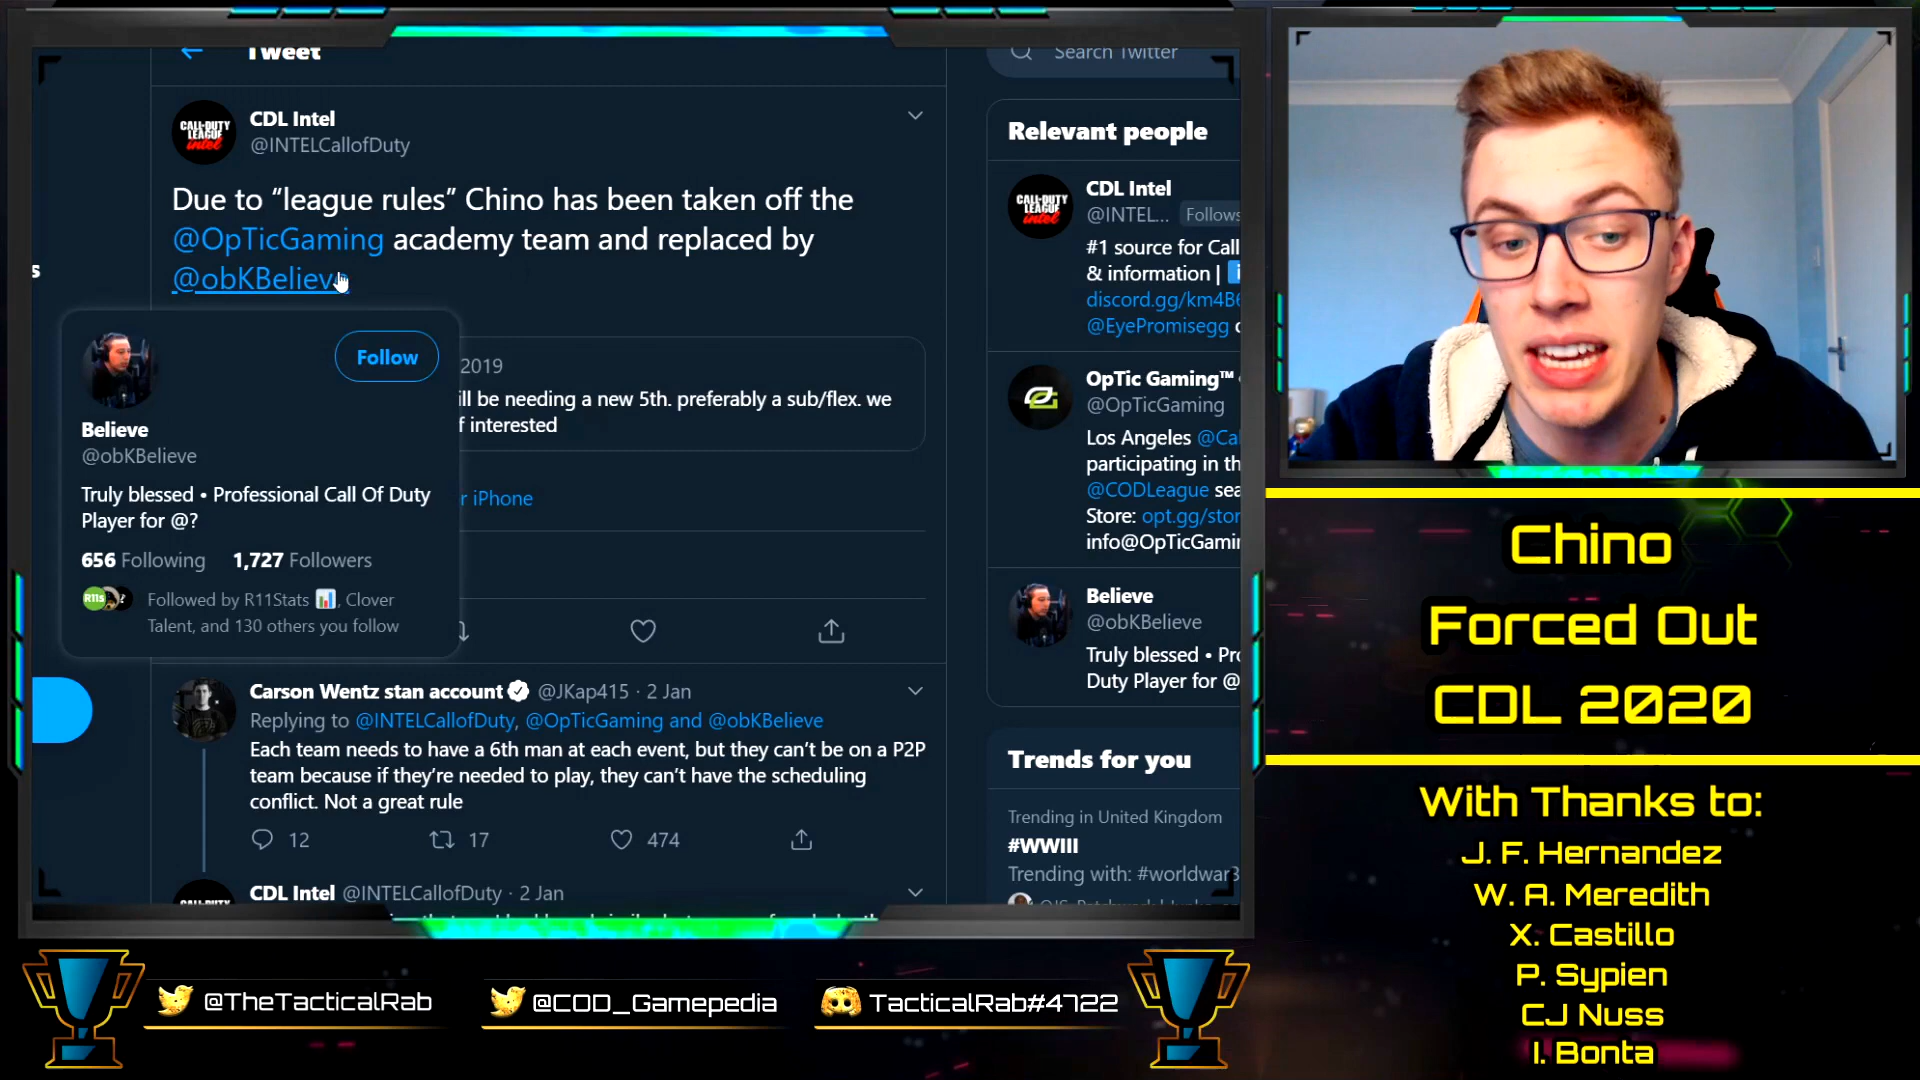 Tweet
Search Twitter
CDL Intel
@INTELCallofDuty
Due to “league rules” Chino has been taken off the
@OpTicGaming academy team and replaced by
@obKBelieve
s
Follow
2019
ill be needing a new 5th. preferably a sub/flex. we
f interested
Believe
@obKBelieve
Truly blessed • Professional Call Of Duty
Player for @?
r iPhone
656 Following 1,727 Followers
R11s
Followed by R11Stats 📊, Clover
Talent, and 130 others you follow
Carson Wentz stan account @JKap415 · 2 Jan
Replying to @INTELCallofDuty, @OpTicGaming and @obKBelieve
Each team needs to have a 6th man at each event, but they can’t be on a P2P
team because if they’re needed to play, they can’t have the scheduling
conflict. Not a great rule
12 17 474
CDL Intel @INTELCallofDuty · 2 Jan
Relevant people
CALL·DUTY
LEAGUE
intel
CDL Intel
@INTEL... Follows
#1 source for Call
& information |
discord.gg/km4B6
@EyePromisegg
OpTic Gaming™
@OpTicGaming
Los Angeles @Cal
participating in th
@CODLeague sea
Store: opt.gg/stor
info@OpTicGamin
Believe
@obKBelieve
Truly blessed • Pro
Duty Player for @
Trends for you
Trending in United Kingdom
#WWIII
Trending with: #worldwar3
Chino
Forced Out
CDL 2020
With Thanks to:
J. F. Hernandez
W. A. Meredith
X. Castillo
P. Sypien
CJ Nuss
I. Bonta
@TheTacticalRab
@COD_Gamepedia
TacticalRab#4722